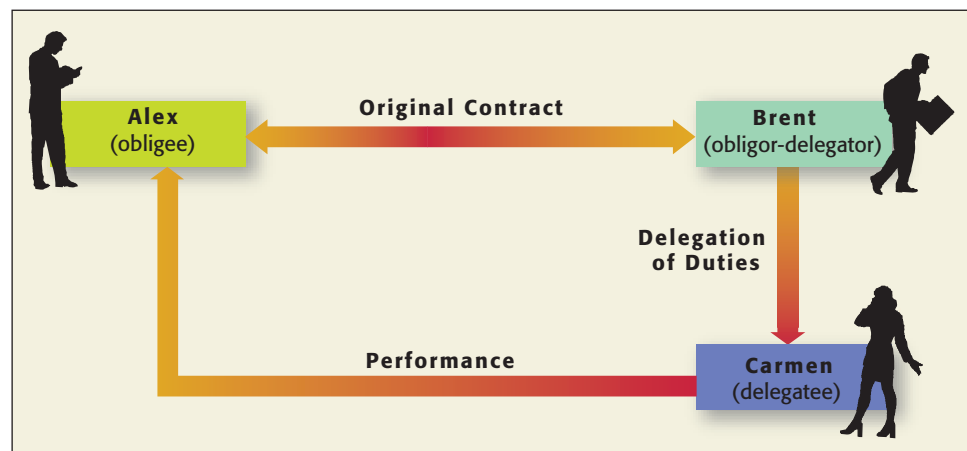 Alex
(obligee)
Original Contract
Brent
(obligor-delegator)
Delegation
of Duties
Performance
Carmen
(delegatee)